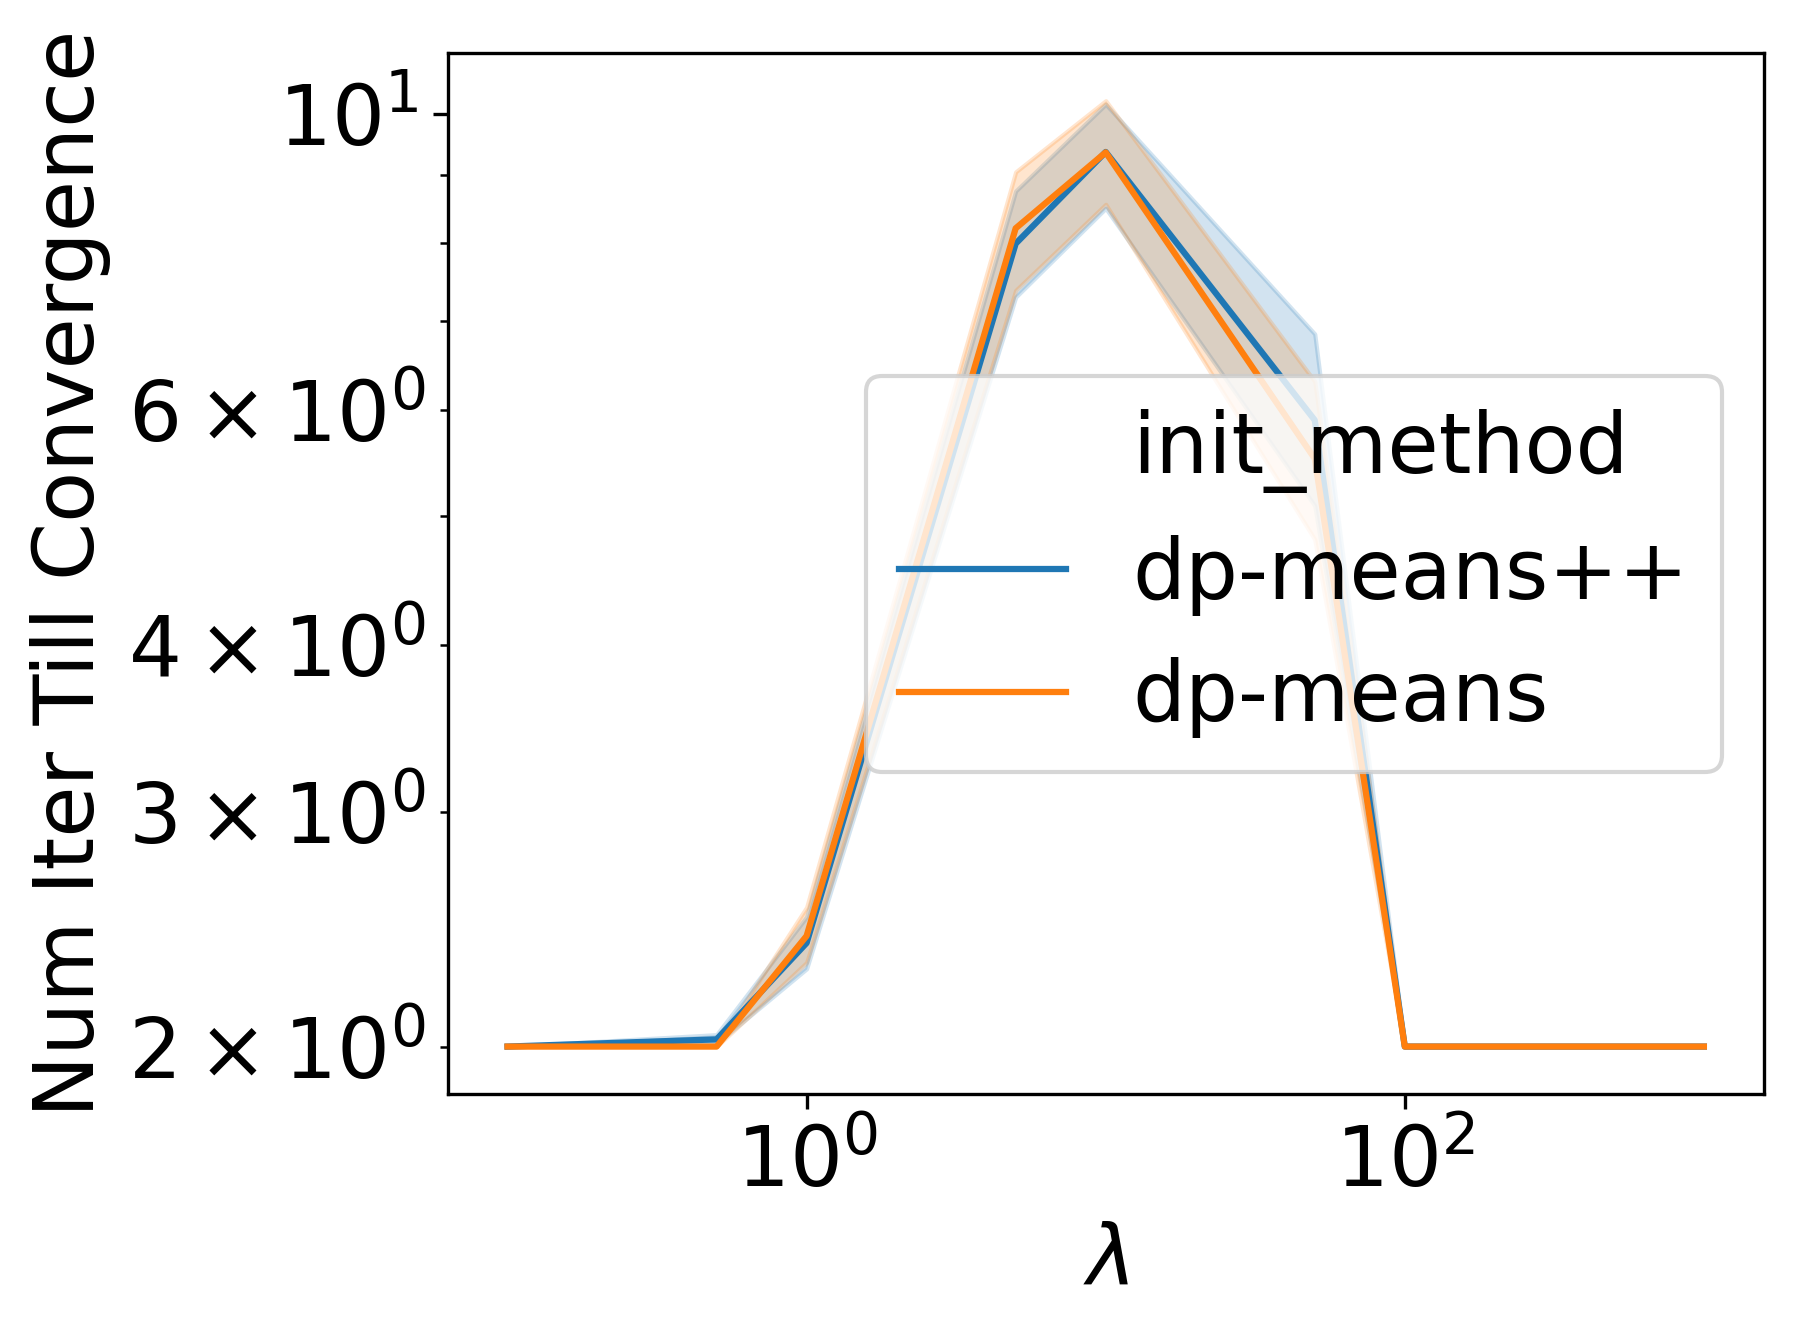 Num Iter Till Convergence
10¹
6 × 10⁰
4 × 10⁰
3 × 10⁰
2 × 10⁰
init_method
dp-means++
dp-means
10⁰
10²
λ